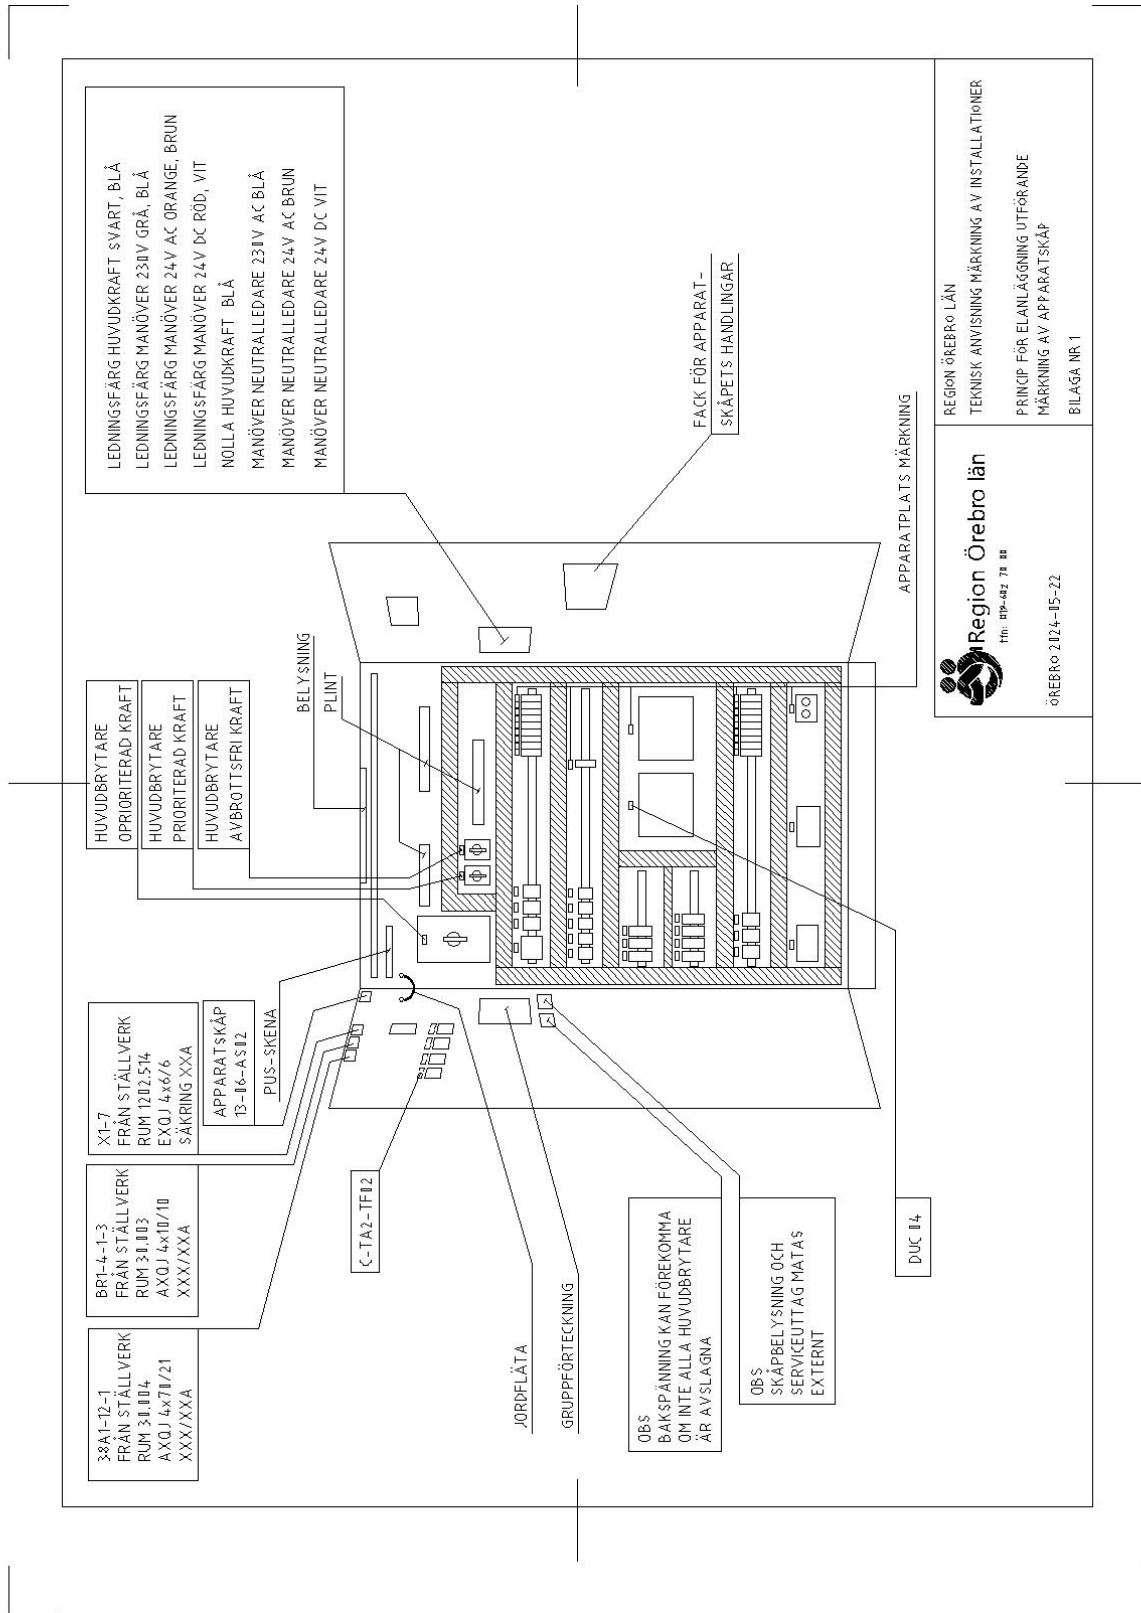 38A1-12-1
FRÅN STÄLLVERK
RUM 30.004
AXQJ 4x70/21
XXX/XXA
BR1-4-1-3
FRÅN STÄLLVERK
RUM 30.003
AXQJ 4x10/10
XXX/XXA
X1-7
FRÅN STÄLLVERK
RUM 1202.514
EXQJ 4x6/6
SÄKRING XXA
APPARATSKÅP
13-06-AS02
PUS-SKENA
HUVUDBRYTARE
OPRIORITERAD KRAFT
HUVUDBRYTARE
PRIORITERAD KRAFT
HUVUDBRYTARE
AVBROTTSFRI KRAFT
BELYSNING
PLINT
LEDNINGSFÄRG HUVUDKRAFT SVART, BLÅ
LEDNINGSFÄRG MANÖVER 230V GRÅ, BLÅ
LEDNINGSFÄRG MANÖVER 24V AC ORANGE, BRUN
LEDNINGSFÄRG MANÖVER 24V DC RÖD, VIT
NOLLA HUVUDKRAFT BLÅ
MANÖVER NEUTRALLEDARE 230V AC BLÅ
MANÖVER NEUTRALLEDARE 24V AC BRUN
MANÖVER NEUTRALLEDARE 24V DC VIT
C-TA2-TF02
JORDFLÄTA
GRUPPFÖRTECKNING
OBS
BAKSPÄNNING KAN FÖREKOMMA
OM INTE ALLA HUVUDBRYTARE
ÄR AVSLAGNA
OBS
SKÅPBELYSNING OCH
SERVICEUTTAG MATAS
EXTERNT
DUC 04
FACK FÖR APPARAT-
SKÅPETS HANDLINGAR
APPARATPLATS MÄRKNING
Region Örebro län
tfn: 019-602 70 00
ÖREBRO 2024-05-22
REGION ÖREBRO LÄN
TEKNISK ANVISNING MÄRKNING AV INSTALLATIONER
PRINCIP FÖR ELANLÄGGNING UTFÖRANDE
MÄRKNING AV APPARATSKÅP
BILAGA NR 1